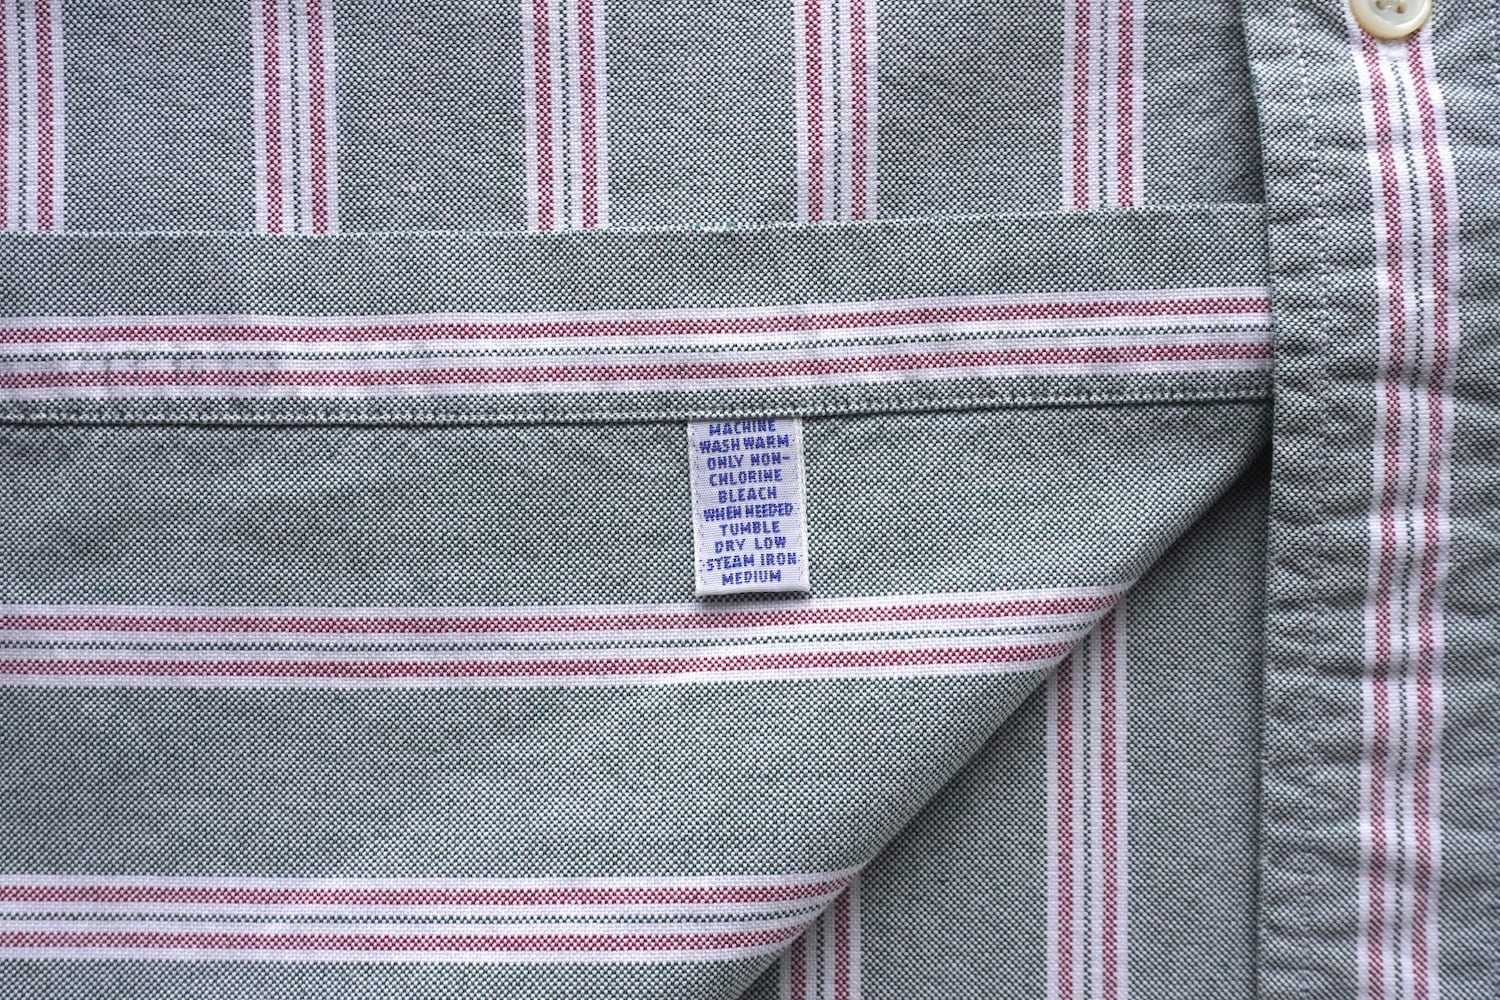 MACHINE
WASH WARM
ONLY NON-
CHLORINE
BLEACH
WHEN NEEDED
TUMBLE
DRY LOW
STEAM IRON
MEDIUM